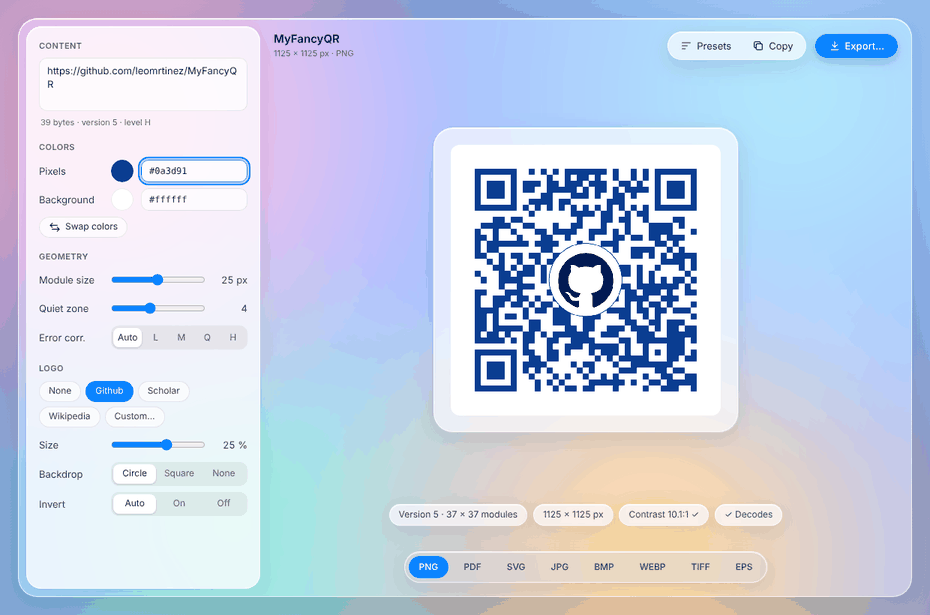 CONTENT
https://github.com/leomrtinez/MyFancyQ
R
39 bytes · version 5 · level H
COLORS
Pixels
#0a3d91
Background
#ffffff
Swap colors
GEOMETRY
Module size
25 px
Quiet zone
4
Error corr.
Auto L M Q H
LOGO
None Github Scholar
Wikipedia Custom...
Size
25 %
Backdrop
Circle Square None
Invert
Auto On Off
MyFancyQR
1125 × 1125 px · PNG
Presets Copy Export...
Version 5 · 37 × 37 modules 1125 × 1125 px Contrast 10.1:1 ✓ ✓ Decodes
PNG PDF SVG JPG BMP WEBP TIFF EPS